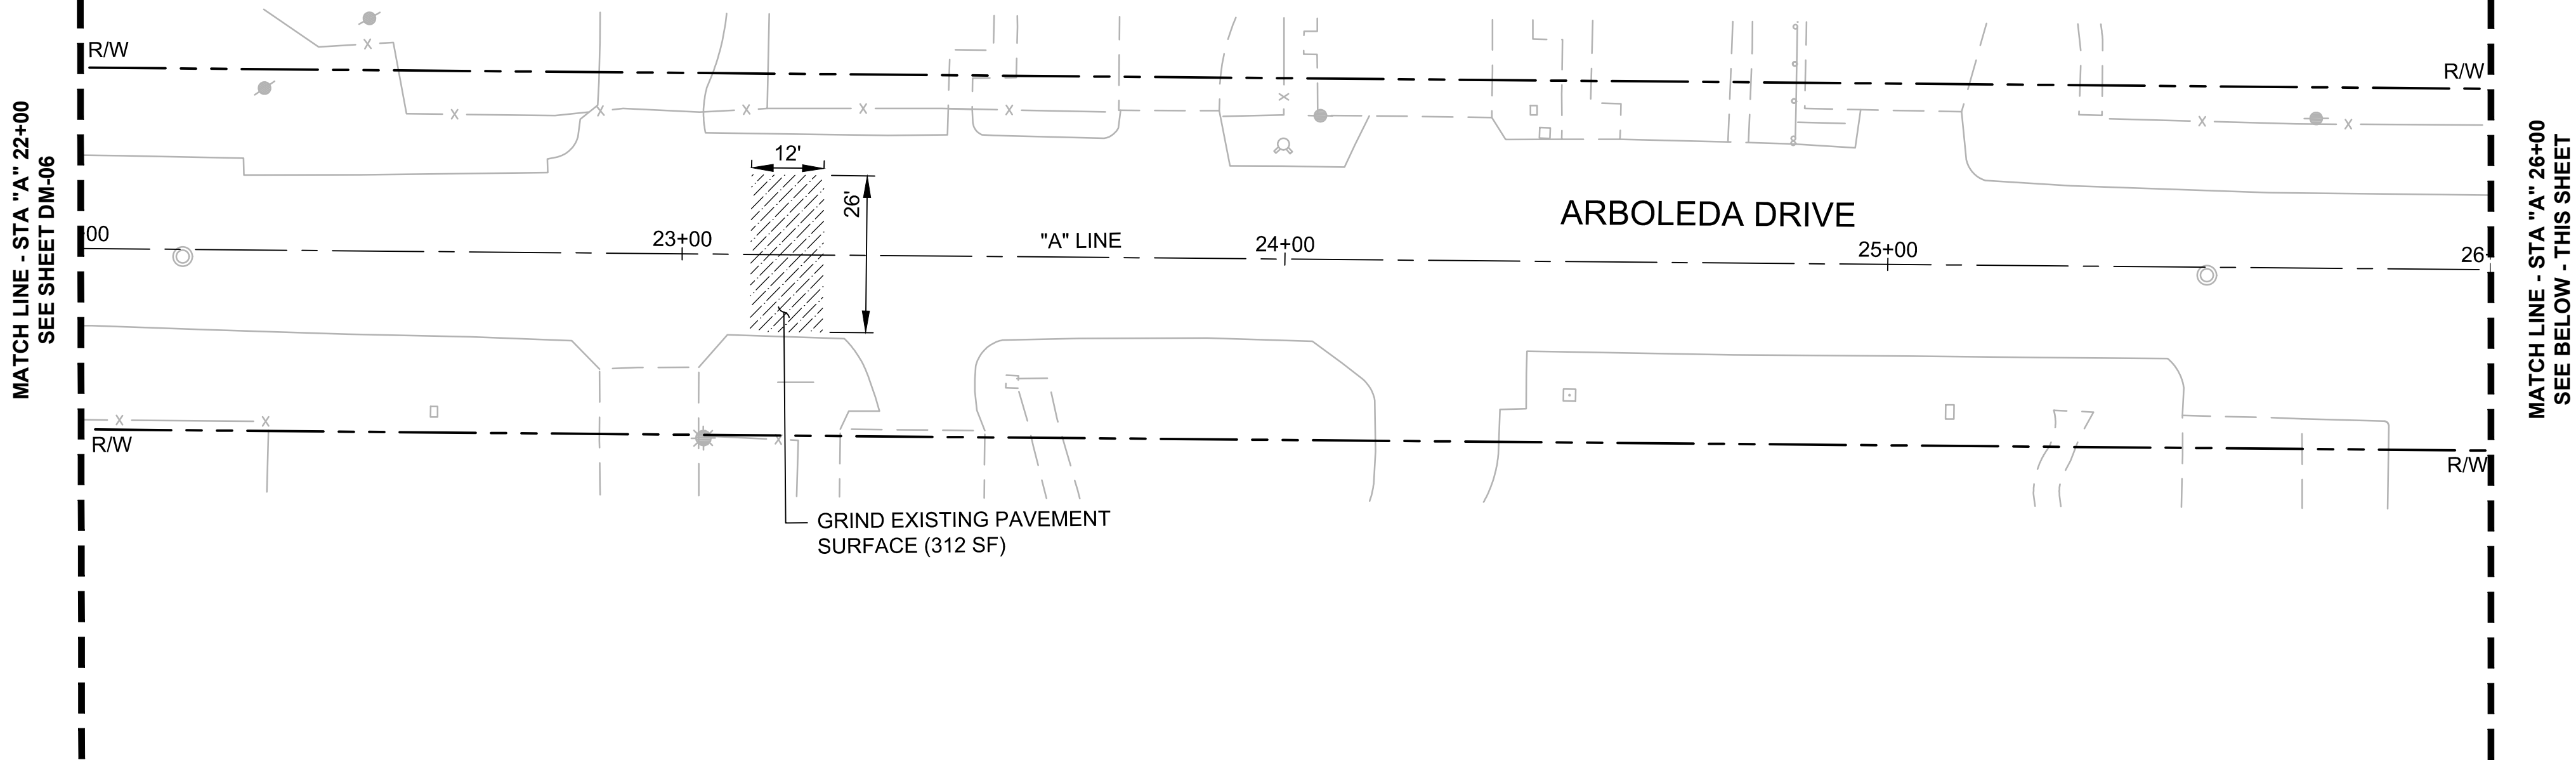 MATCH LINE - STA "A" 22+00
SEE SHEET DM-06
R/W
R/W
12'
26'
ARBOLEDA DRIVE
00
23+00
"A" LINE
24+00
25+00
26+
R/W
R/W
GRIND EXISTING PAVEMENT
SURFACE (312 SF)
MATCH LINE - STA "A" 26+00
SEE BELOW - THIS SHEET